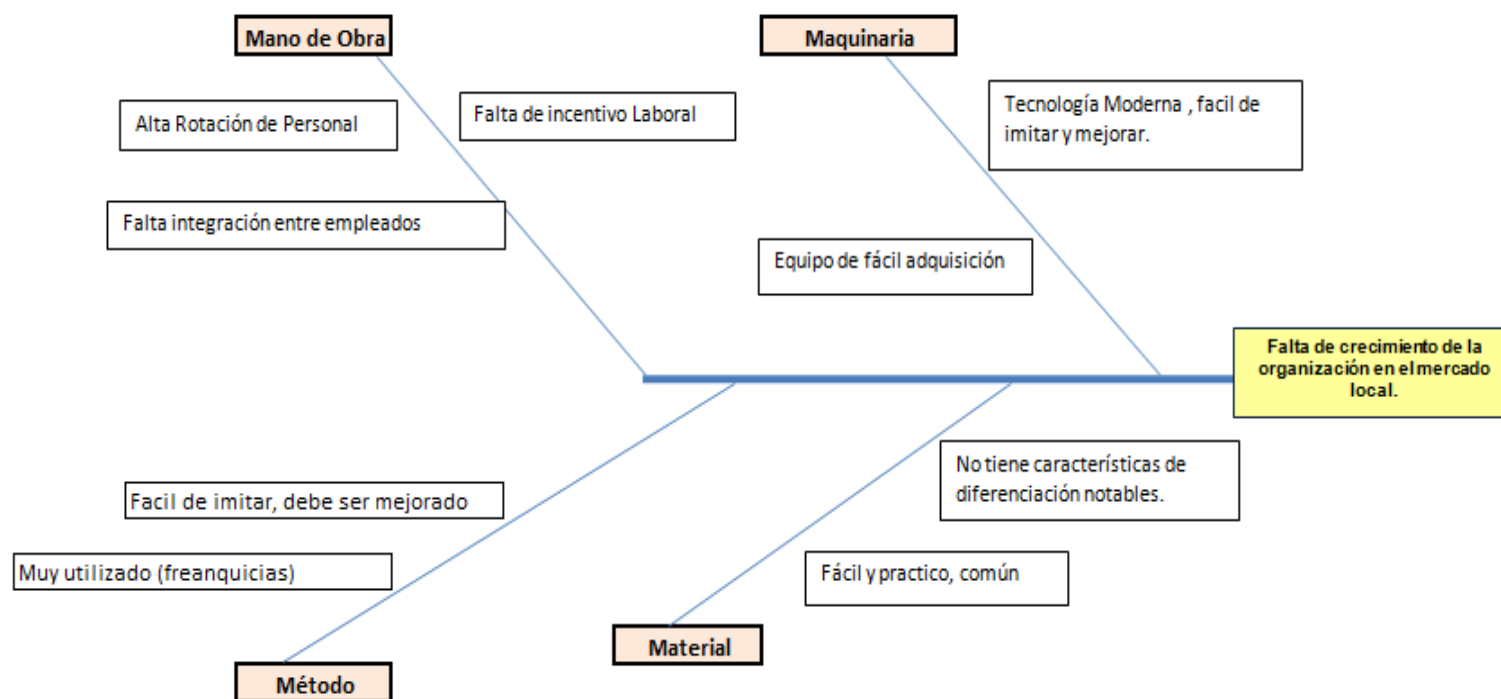 Mano de Obra
Maquinaria
Alta Rotación de Personal
Falta de incentivo Laboral
Tecnología Moderna , facil de
imitar y mejorar.
Falta integración entre empleados
Equipo de fácil adquisición
Falta de crecimiento de la
organización en el mercado
local.
No tiene características de
diferenciación notables.
Facil de imitar, debe ser mejorado
Muy utilizado (freanquicias)
Fácil y practico, común
Material
Método